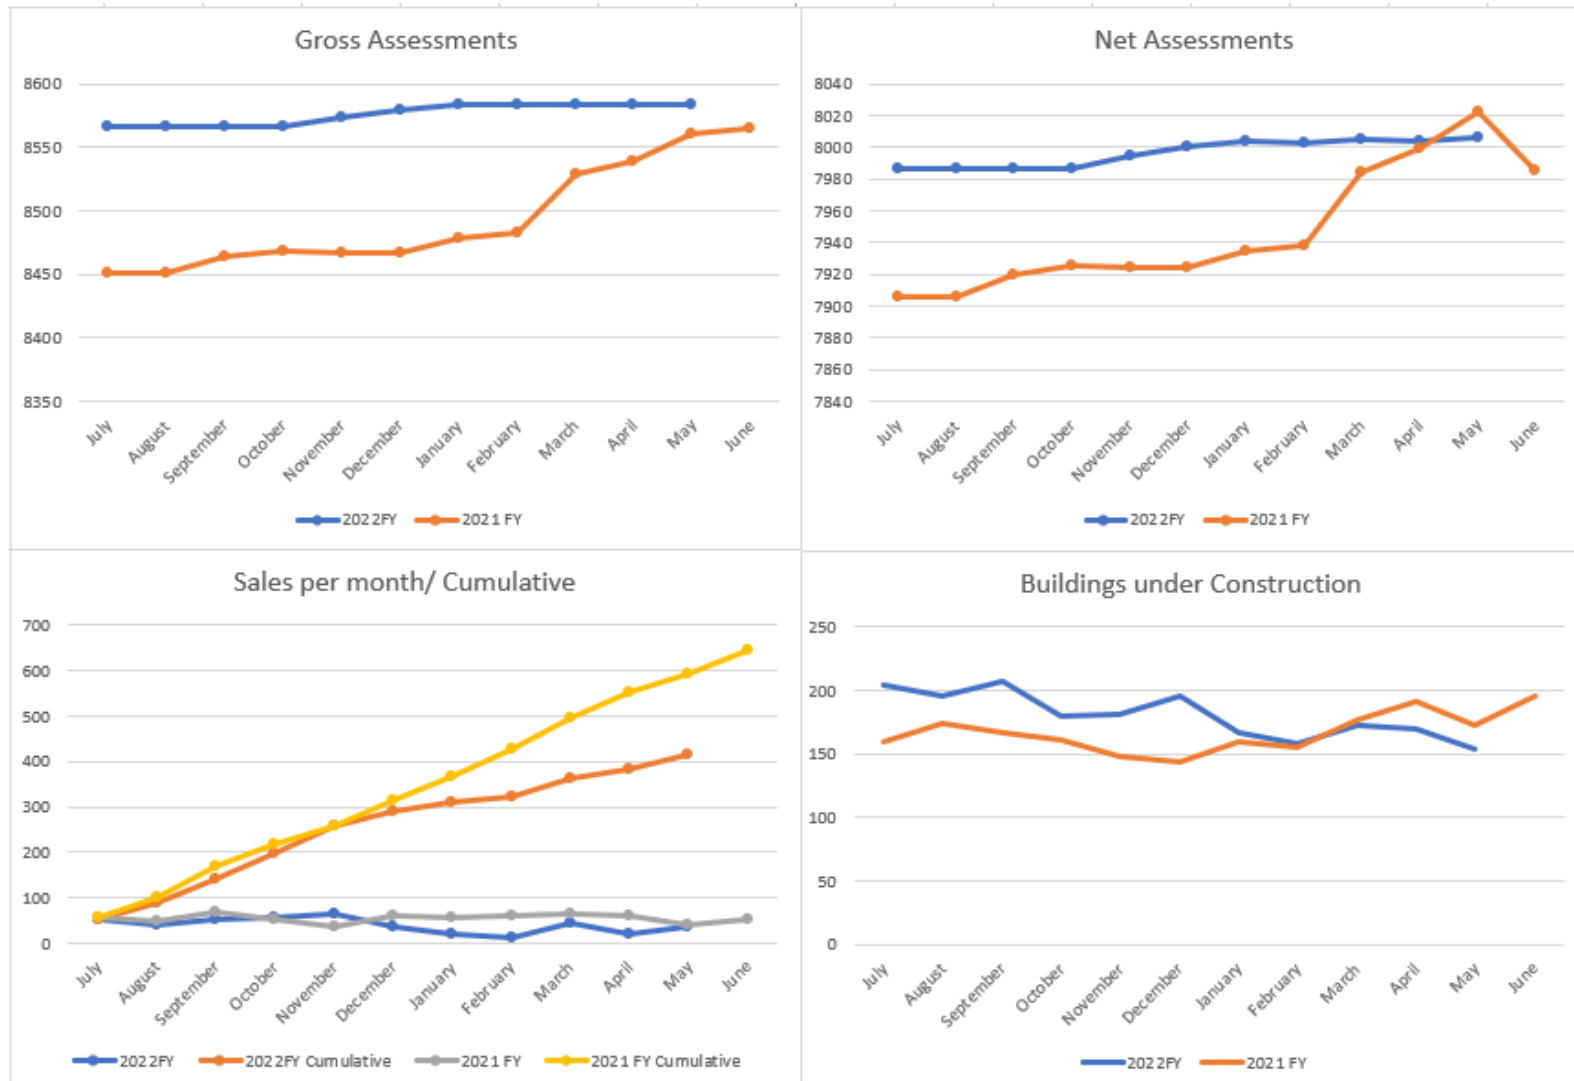 Gross Assessments
8600
8550
8500
8450
8400
8350
July
August
September
October
November
December
January
February
March
April
May
June
2022FY
2021 FY
Net Assessments
8040
8020
8000
7980
7960
7940
7920
7900
7880
7860
7840
July
August
September
October
November
December
January
February
March
April
May
June
2022FY
2021 FY
Sales per month/ Cumulative
700
600
500
400
300
200
100
0
July
August
September
October
November
December
January
February
March
April
May
June
2022FY
2022FY Cumulative
2021 FY
2021 FY Cumulative
Buildings under Construction
250
200
150
100
50
0
July
August
September
October
November
December
January
February
March
April
May
June
2022FY
2021 FY